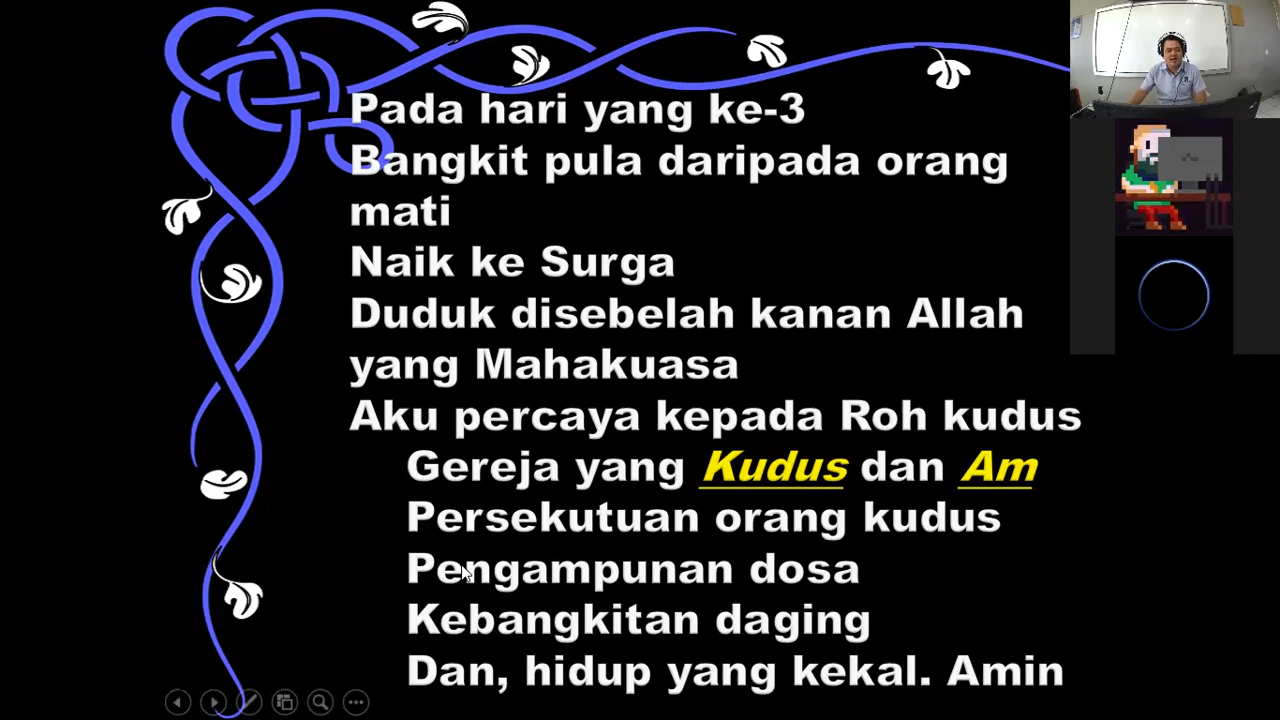 Pada hari yang ke-3
Bangkit pula daripada orang
mati
Naik ke Surga
Duduk disebelah kanan Allah
yang Mahakuasa
Aku percaya kepada Roh kudus
Gereja yang Kudus dan Am
Persekutuan orang kudus
Pengampunan dosa
Kebangkitan daging
Dan, hidup yang kekal. Amin